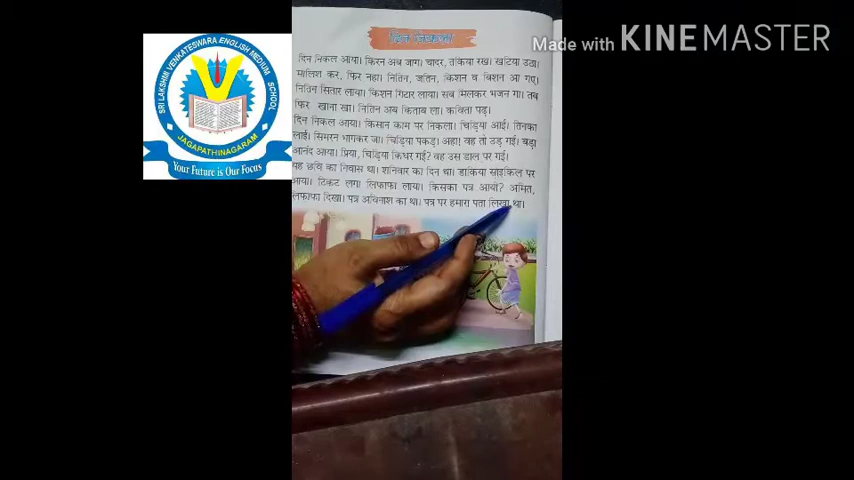 SRI LAKSHMI VENKATESWARA ENGLISH MEDIUM SCHOOL
JAGAPATHINAGARAM
"Your Future is Our Focus"
Made with KINEMASTER
दिन निकला
दिन निकल आया। किरन अब जाग। चादर, तकिया रख। खटिया उठा।
मालिश कर, फिर नहा। नितिन, जतिन, किशन व बिशन आ गए।
नितिन सितार लाया। किशन गिटार लाया। सब मिलकर भजन गा। तब
फिर खाना खा। नितिन अब किताब ला। कविता पढ़।
दिन निकल आया। किसान काम पर निकला। चिड़िया आई। तिनका
लाई। सिमरन भागकर जा। चिड़िया पकड़। अहा! वह तो उड़ गई। बड़ा
आनंद आया। प्रिया, चिड़िया किधर गई? वह उस डाल पर गई।
यह छवि का निवास था। शनिवार का दिन था। डाकिया साइकिल पर
आया। टिकट लगा लिफाफा लाया। किसका पत्र आया? अमित,
लिफाफा दिखा। पत्र अविनाश का था। पत्र पर हमारा पता लिखा था।